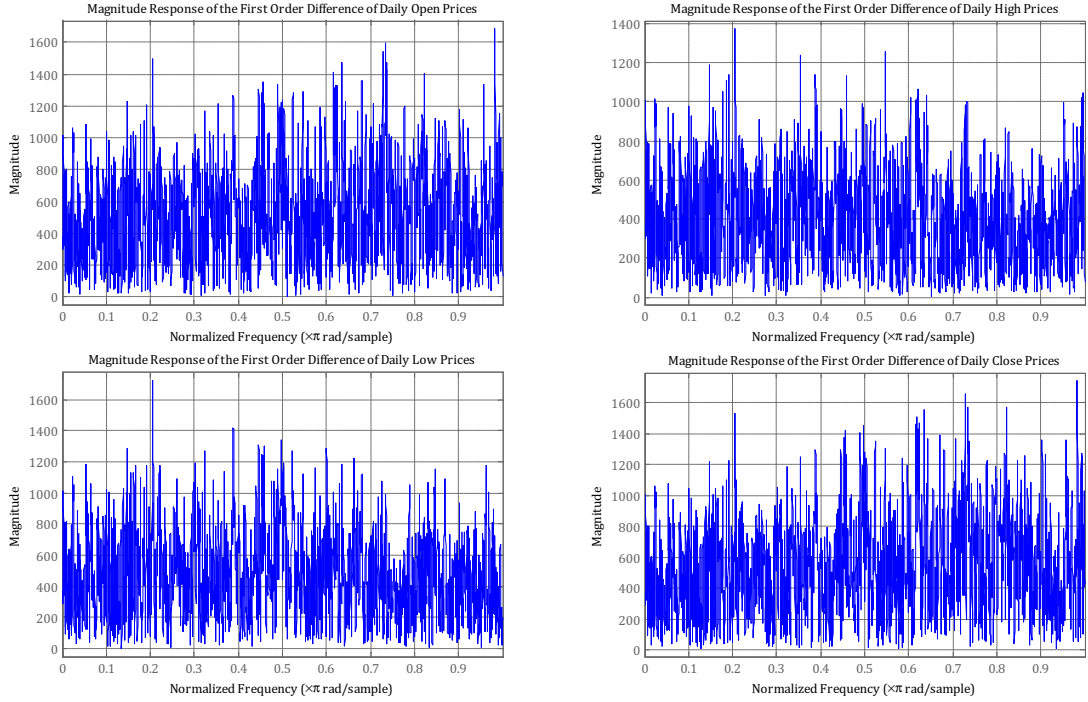 Magnitude Response of the First Order Difference of Daily Open Prices
Magnitude
1600
1400
1200
1000
800
600
400
200
0
0 0.1 0.2 0.3 0.4 0.5 0.6 0.7 0.8 0.9
Normalized Frequency (×π rad/sample)
Magnitude Response of the First Order Difference of Daily High Prices
Magnitude
1400
1200
1000
800
600
400
200
0
0 0.1 0.2 0.3 0.4 0.5 0.6 0.7 0.8 0.9
Normalized Frequency (×π rad/sample)
Magnitude Response of the First Order Difference of Daily Low Prices
Magnitude
1600
1400
1200
1000
800
600
400
200
0
0 0.1 0.2 0.3 0.4 0.5 0.6 0.7 0.8 0.9
Normalized Frequency (×π rad/sample)
Magnitude Response of the First Order Difference of Daily Close Prices
Magnitude
1600
1400
1200
1000
800
600
400
200
0
0 0.1 0.2 0.3 0.4 0.5 0.6 0.7 0.8 0.9
Normalized Frequency (×π rad/sample)